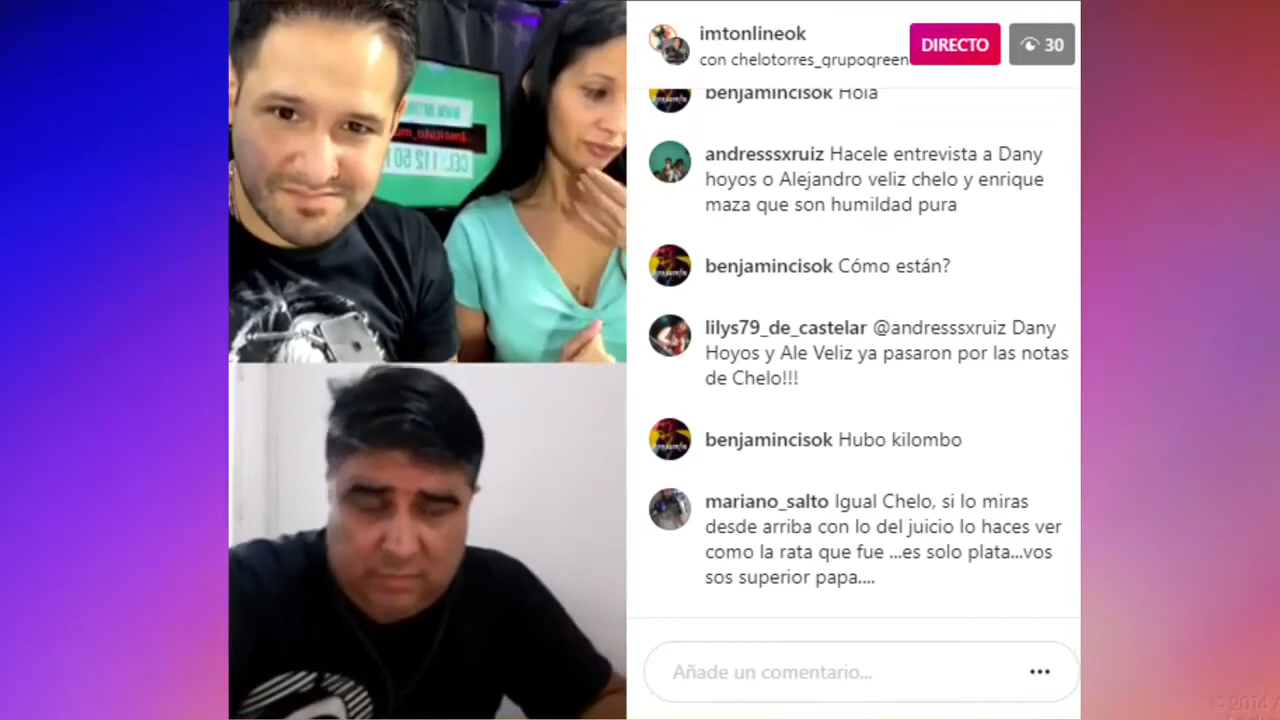 imtonlineok
con chelotorres_grupogreen
DIRECTO
30
benjamincisok Hola
andresssxruiz Hacele entrevista a Dany
hoyos o Alejandro veliz chelo y enrique
maza que son humildad pura
benjamincisok Cómo están?
lilys79_de_castelar @andresssxruiz Dany
Hoyos y Ale Veliz ya pasaron por las notas
de Chelo!!!
benjamincisok Hubo kilombo
mariano_salto Igual Chelo, si lo miras
desde arriba con lo del juicio lo haces ver
como la rata que fue ...es solo plata...vos
sos superior papa....
Añade un comentario...
© 2014